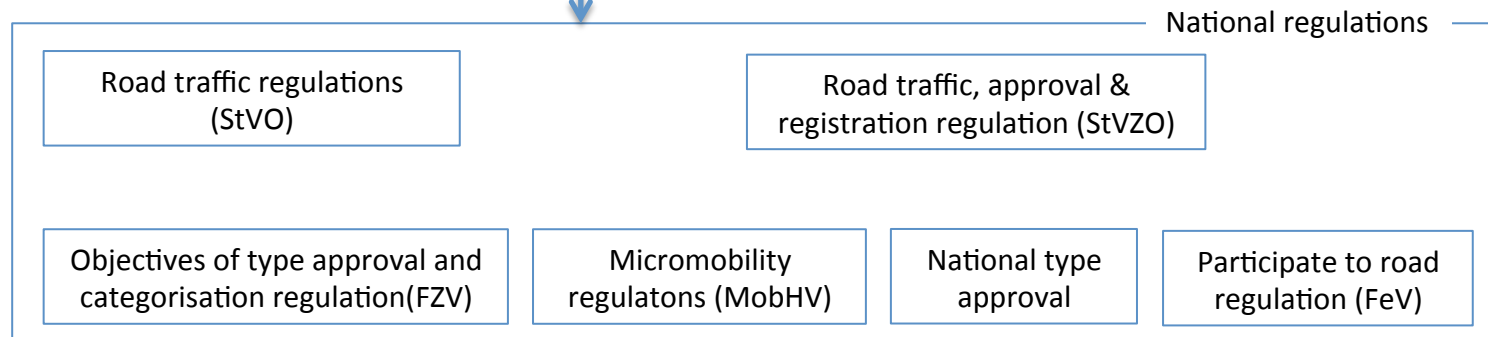 National regulations
Road traffic regulations
(StVO)
Road traffic, approval &
registration regulation (StVZO)
Objectives of type approval and
categorisation regulation(FZV)
Micromobility
regulatons (MobHV)
National type
approval
Participate to road
regulation (FeV)